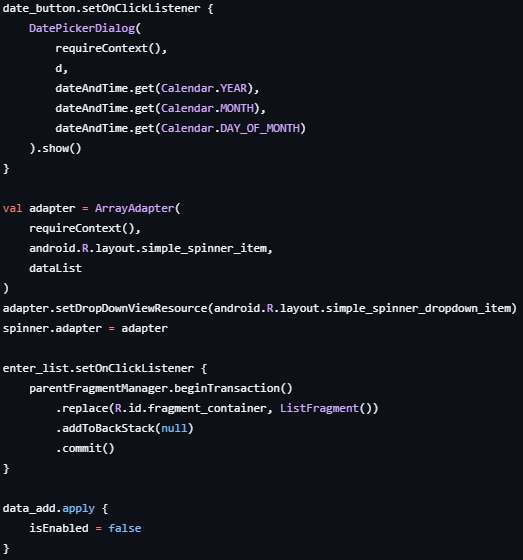 date_button.setOnClickListener {
    DatePickerDialog(
        requireContext(),
        d,
        dateAndTime.get(Calendar.YEAR),
        dateAndTime.get(Calendar.MONTH),
        dateAndTime.get(Calendar.DAY_OF_MONTH)
    ).show()
}

val adapter = ArrayAdapter(
    requireContext(),
    android.R.layout.simple_spinner_item,
    dataList
)
adapter.setDropDownViewResource(android.R.layout.simple_spinner_dropdown_item)
spinner.adapter = adapter

enter_list.setOnClickListener {
    parentFragmentManager.beginTransaction()
        .replace(R.id.fragment_container, ListFragment())
        .addToBackStack(null)
        .commit()
}

data_add.apply {
    isEnabled = false
}